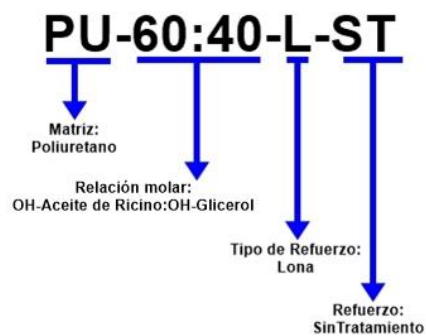 PU-60:40-L-ST
Matriz:
Poliuretano
Relación molar:
OH-Aceite de Ricino:OH-Glicerol
Tipo de Refuerzo:
Lona
Refuerzo:
SinTratamiento